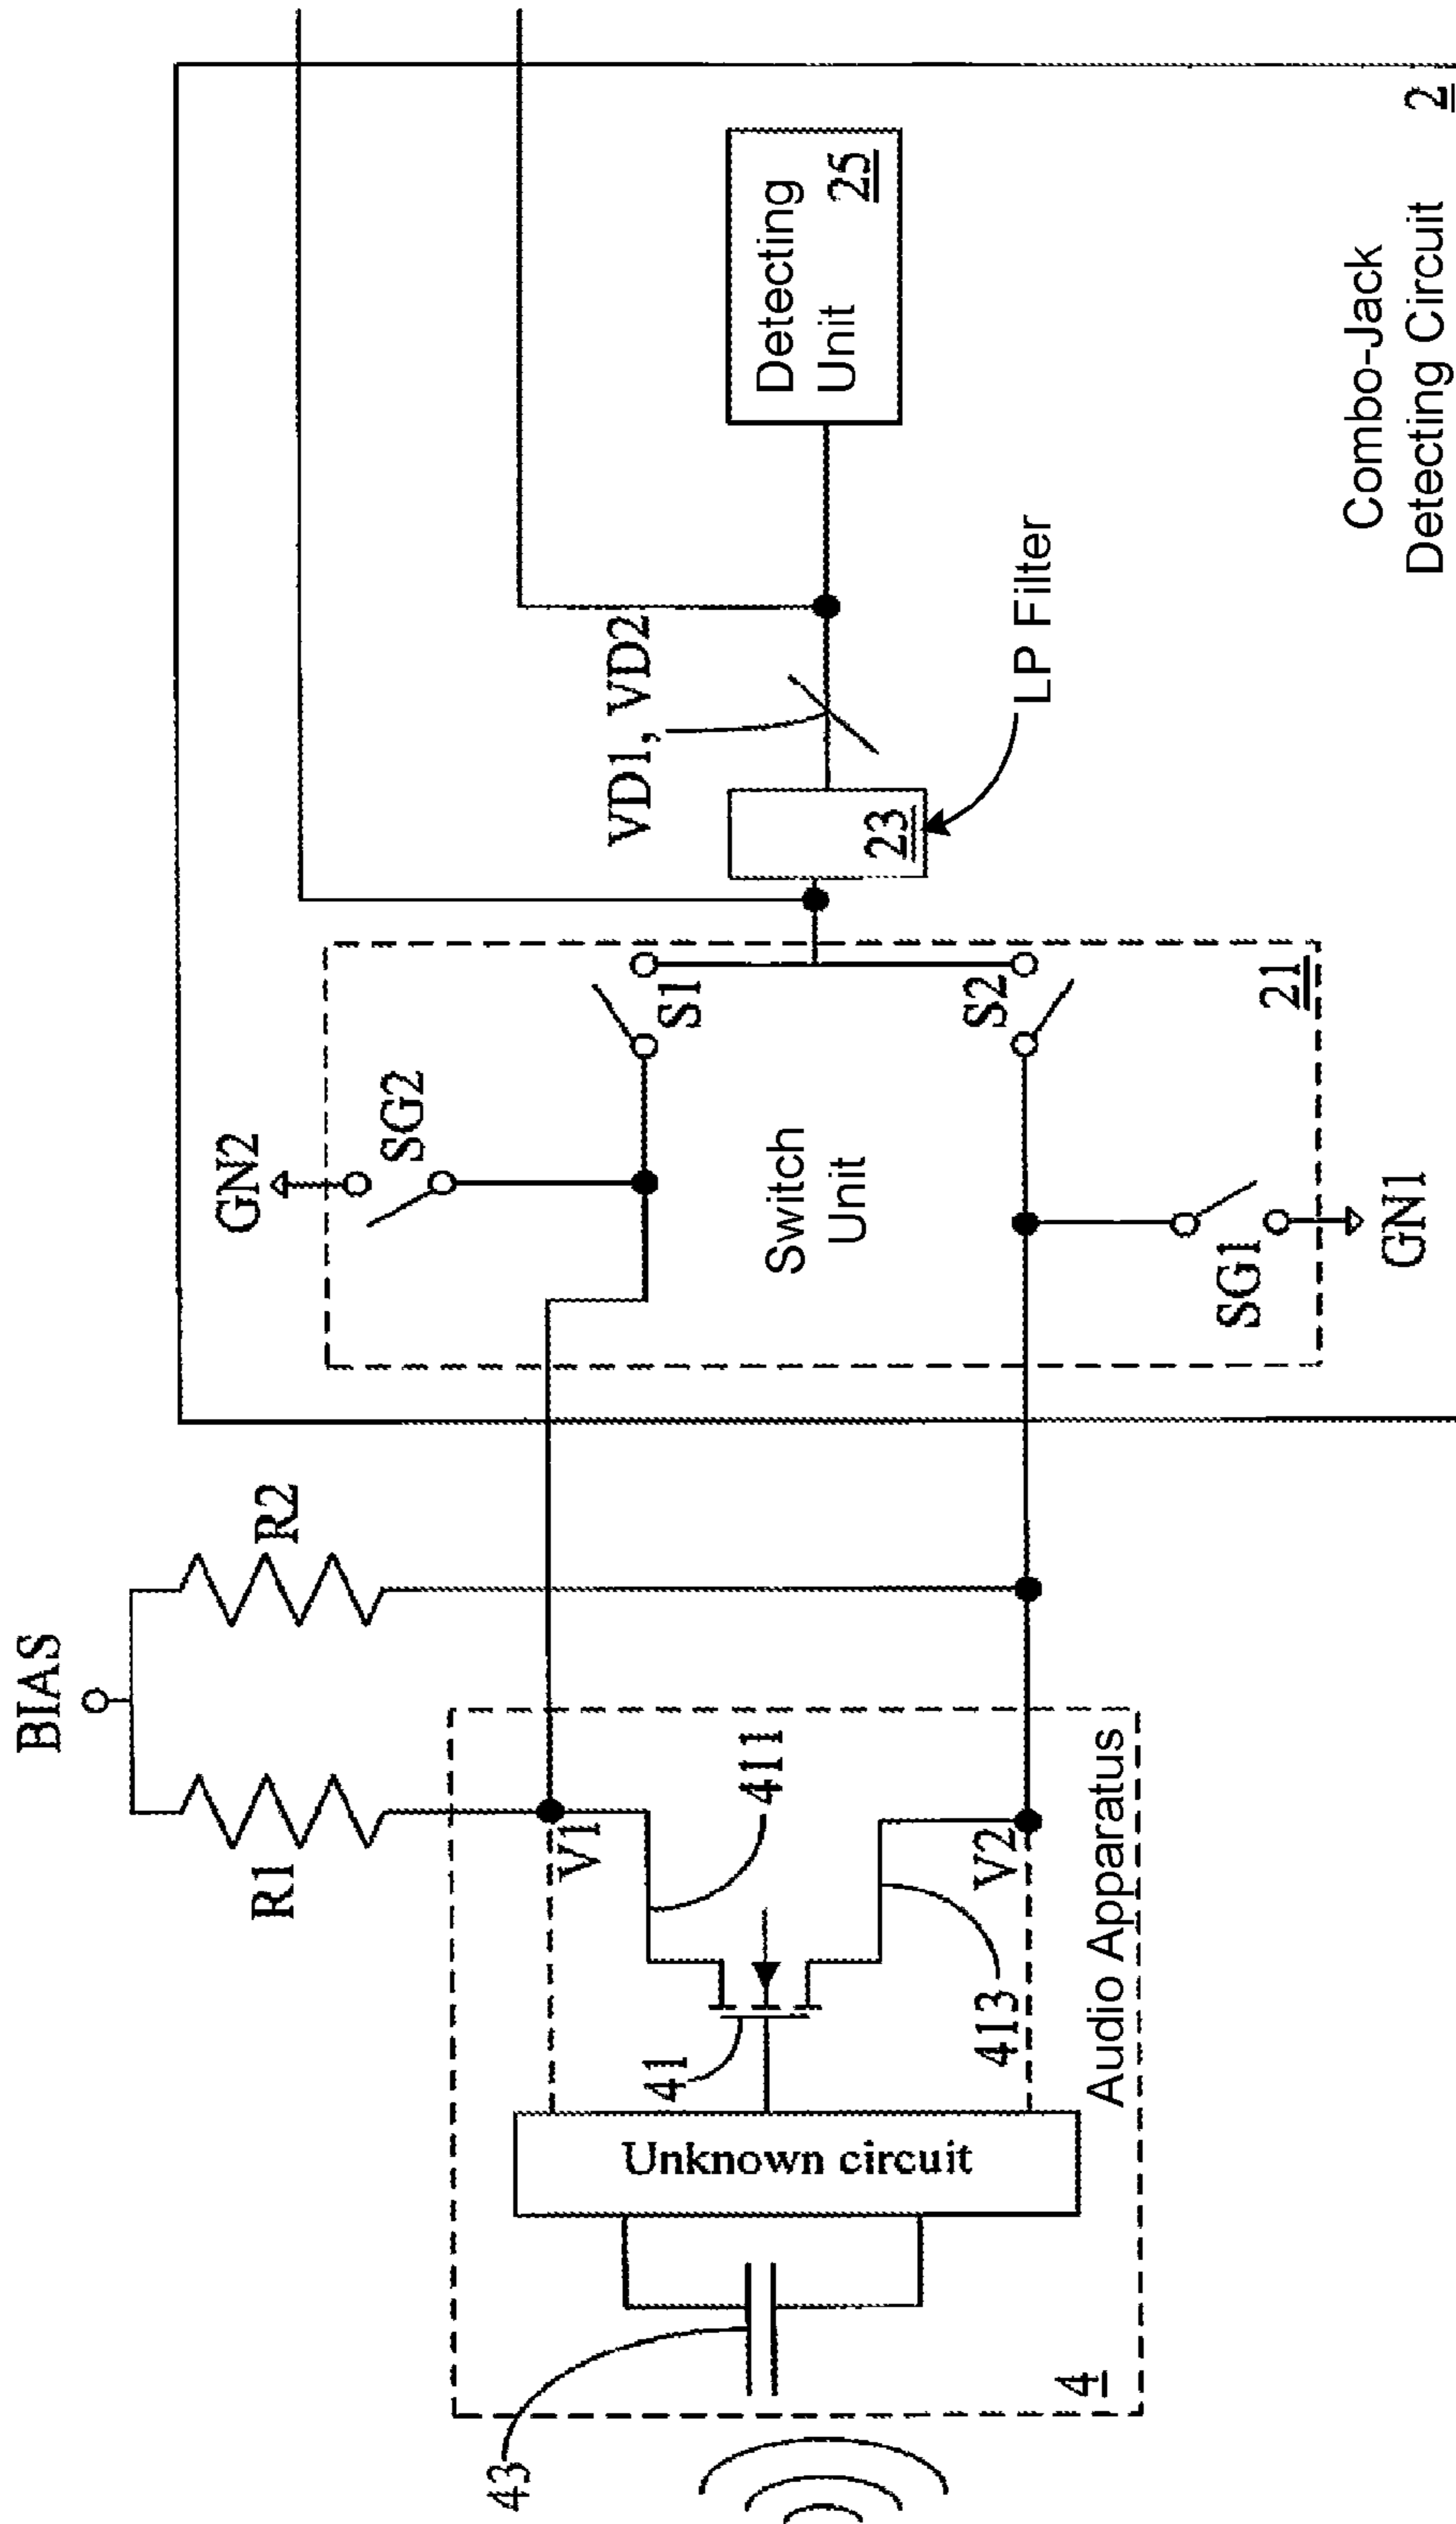 BIAS
R1
R2
V1
411
41
413
V2
Unknown circuit
43
4
Audio Apparatus
GN2
SG2
S1
Switch
Unit
S2
SG1
21
GN1
VD1, VD2
23
LP Filter
Detecting
Unit
25
Combo-Jack
Detecting Circuit
2